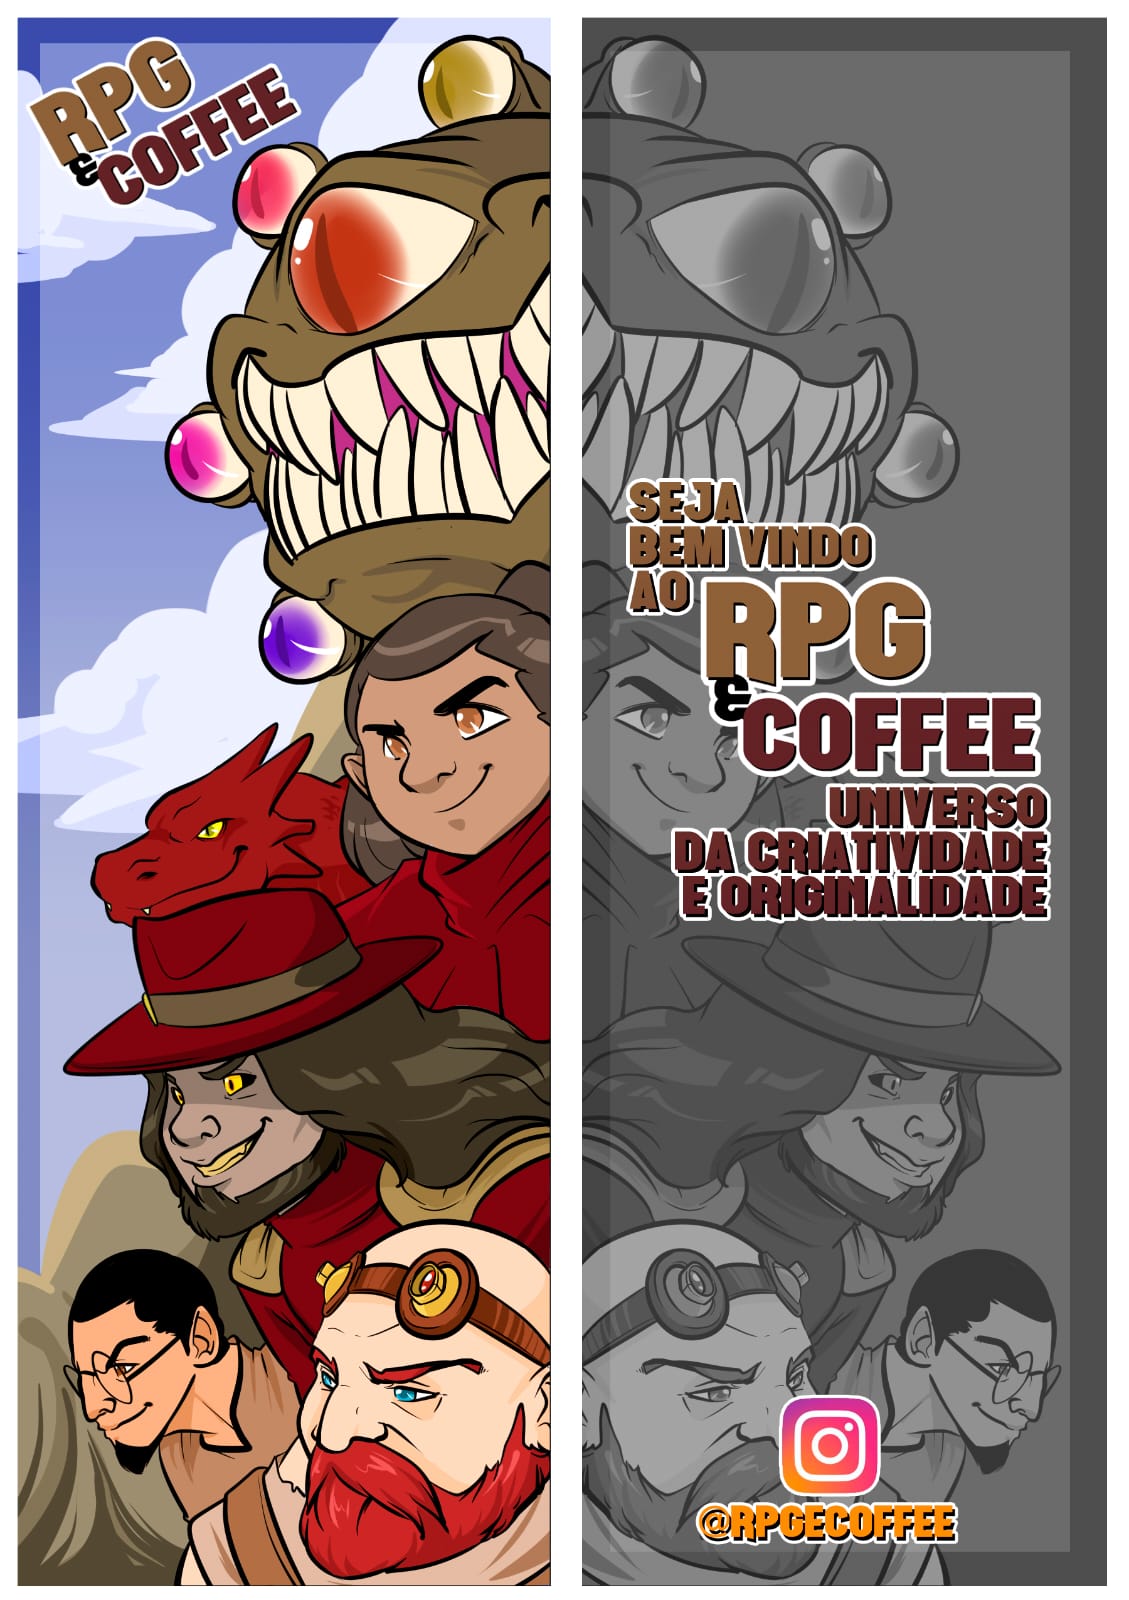 RPG
& COFFEE
SEJA
BEM VINDO
AO RPG
& COFFEE
UNIVERSO
DA CRIATIVIDADE
E ORIGINALIDADE
@RPGECOFFEE